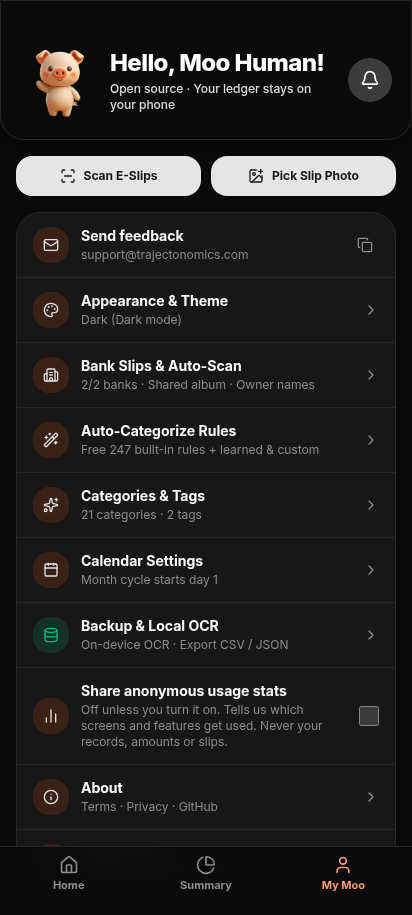 Hello, Moo Human!
Open source · Your ledger stays on
your phone
Scan E-Slips
Pick Slip Photo
Send feedback
support@trajectonomics.com
Appearance & Theme
Dark (Dark mode)
Bank Slips & Auto-Scan
2/2 banks · Shared album · Owner names
Auto-Categorize Rules
Free 247 built-in rules + learned & custom
Categories & Tags
21 categories · 2 tags
Calendar Settings
Month cycle starts day 1
Backup & Local OCR
On-device OCR · Export CSV / JSON
Share anonymous usage stats
Off unless you turn it on. Tells us which
screens and features get used. Never your
records, amounts or slips.
About
Terms · Privacy · GitHub
Home
Summary
My Moo